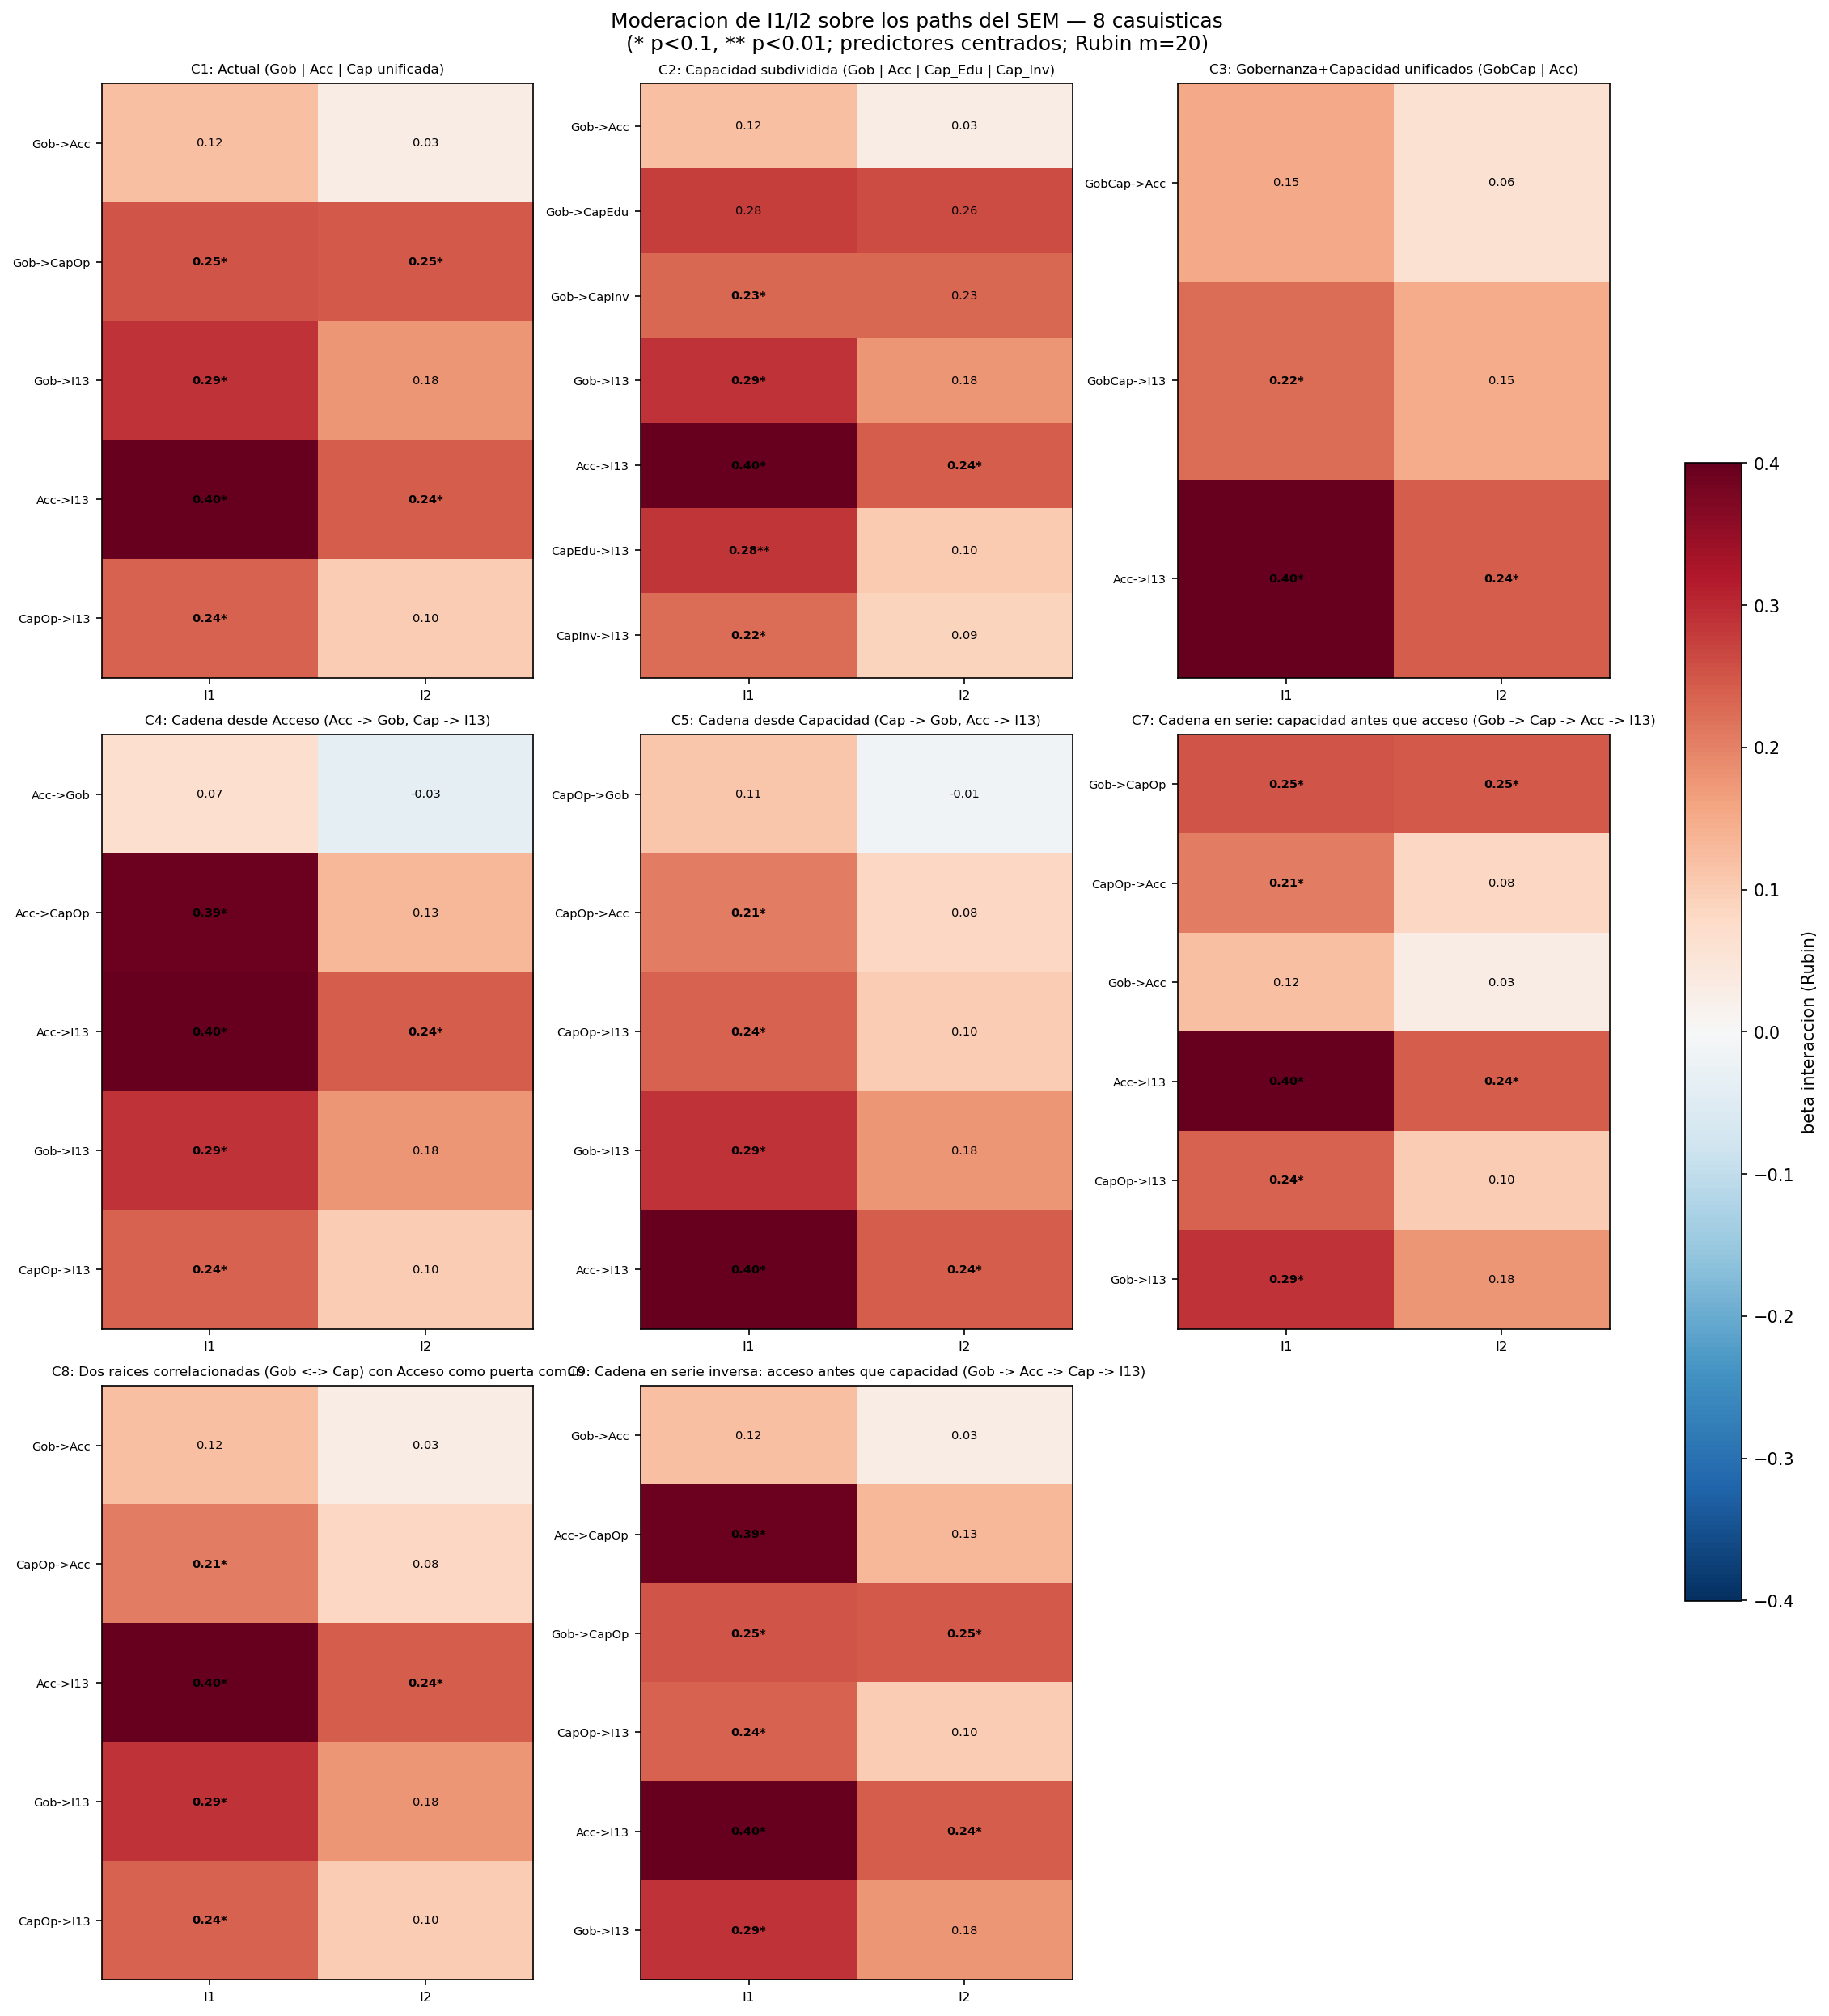 Moderacion de I1/I2 sobre los paths del SEM — 8 casuisticas
(* p<0.1, ** p<0.01; predictores centrados; Rubin m=20)
C1: Actual (Gob | Acc | Cap unificada)
Gob->Acc 0.12 0.03
Gob->CapOp 0.25* 0.25*
Gob->I13 0.29* 0.18
Acc->I13 0.40* 0.24*
CapOp->I13 0.24* 0.10
I1 I2
C2: Capacidad subdividida (Gob | Acc | Cap_Edu | Cap_Inv)
Gob->Acc 0.12 0.03
Gob->CapEdu 0.28 0.26
Gob->CapInv 0.23* 0.23
Gob->I13 0.29* 0.18
Acc->I13 0.40* 0.24*
CapEdu->I13 0.28** 0.10
CapInv->I13 0.22* 0.09
I1 I2
C3: Gobernanza+Capacidad unificados (GobCap | Acc)
GobCap->Acc 0.15 0.06
GobCap->I13 0.22* 0.15
Acc->I13 0.40* 0.24*
I1 I2
C4: Cadena desde Acceso (Acc -> Gob, Cap -> I13)
Acc->Gob 0.07 -0.03
Acc->CapOp 0.39* 0.13
Acc->I13 0.40* 0.24*
Gob->I13 0.29* 0.18
CapOp->I13 0.24* 0.10
I1 I2
C5: Cadena desde Capacidad (Cap -> Gob, Acc -> I13)
CapOp->Gob 0.11 -0.01
CapOp->Acc 0.21* 0.08
CapOp->I13 0.24* 0.10
Gob->I13 0.29* 0.18
Acc->I13 0.40* 0.24*
I1 I2
C7: Cadena en serie: capacidad antes que acceso (Gob -> Cap -> Acc -> I13)
Gob->CapOp 0.25* 0.25*
CapOp->Acc 0.21* 0.08
Gob->Acc 0.12 0.03
Acc->I13 0.40* 0.24*
CapOp->I13 0.24* 0.10
Gob->I13 0.29* 0.18
I1 I2
C8: Dos raices correlacionadas (Gob <-> Cap) con Acceso como puerta comun
Gob->Acc 0.12 0.03
CapOp->Acc 0.21* 0.08
Acc->I13 0.40* 0.24*
Gob->I13 0.29* 0.18
CapOp->I13 0.24* 0.10
I1 I2
C9: Cadena en serie inversa: acceso antes que capacidad (Gob -> Acc -> Cap -> I13)
Gob->Acc 0.12 0.03
Acc->CapOp 0.39* 0.13
Gob->CapOp 0.25* 0.25*
CapOp->I13 0.24* 0.10
Acc->I13 0.40* 0.24*
Gob->I13 0.29* 0.18
I1 I2
0.4
0.3
0.2
0.1
0.0
−0.1
−0.2
−0.3
−0.4
beta interaccion (Rubin)